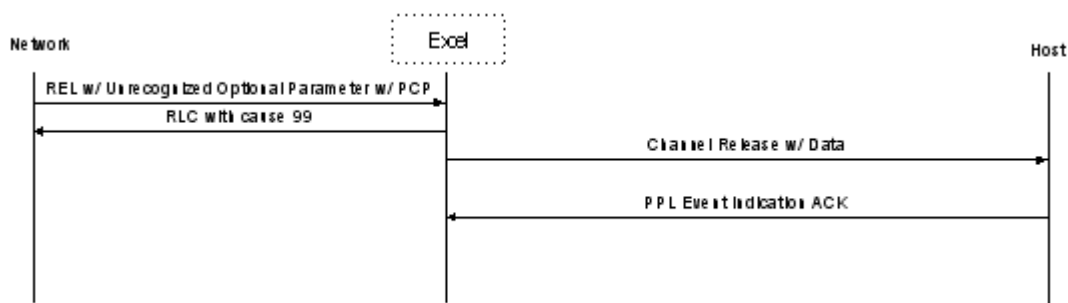 Network
Excel
Host
REL w/ Unrecognized Optional Parameter w/ PCP
RLC with cause 99
Channel Release w/ Data
PPL Event Indication ACK